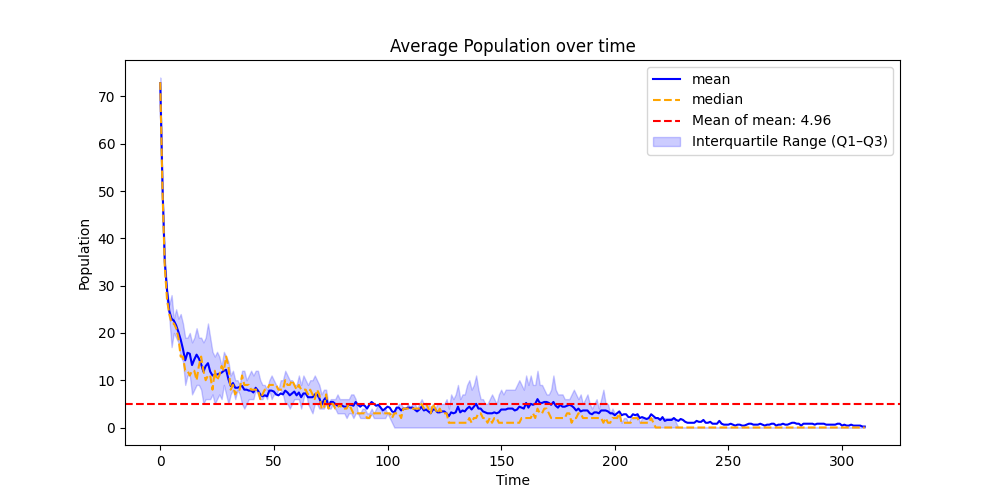 Average Population over time
mean
median
Mean of mean: 4.96
Interquartile Range (Q1–Q3)
Population
70
60
50
40
30
20
10
0
0 50 100 150 200 250 300
Time